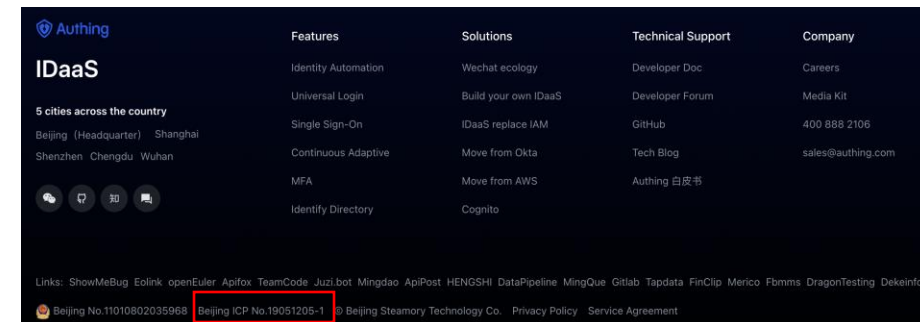 Authing
IDaaS
5 cities across the country
Beijing (Headquarter) Shanghai
Shenzhen Chengdu Wuhan
知
Features
Identity Automation
Universal Login
Single Sign-On
Continuous Adaptive
MFA
Identify Directory
Solutions
Wechat ecology
Build your own IDaaS
IDaaS replace IAM
Move from Okta
Move from AWS
Cognito
Technical Support
Developer Doc
Developer Forum
GitHub
Tech Blog
Authing 白皮书
Company
Careers
Media Kit
400 888 2106
sales@authing.com
Links: ShowMeBug Eolink openEuler Apifox TeamCode Juzi.bot Mingdao ApiPost HENGSHI DataPipeline MingQue Gitlab Tapdata FinClip Merico Fbmms DragonTesting Dekeinfo
Beijing No.11010802035968 Beijing ICP No.19051205-1 © Beijing Steamory Technology Co. Privacy Policy Service Agreement